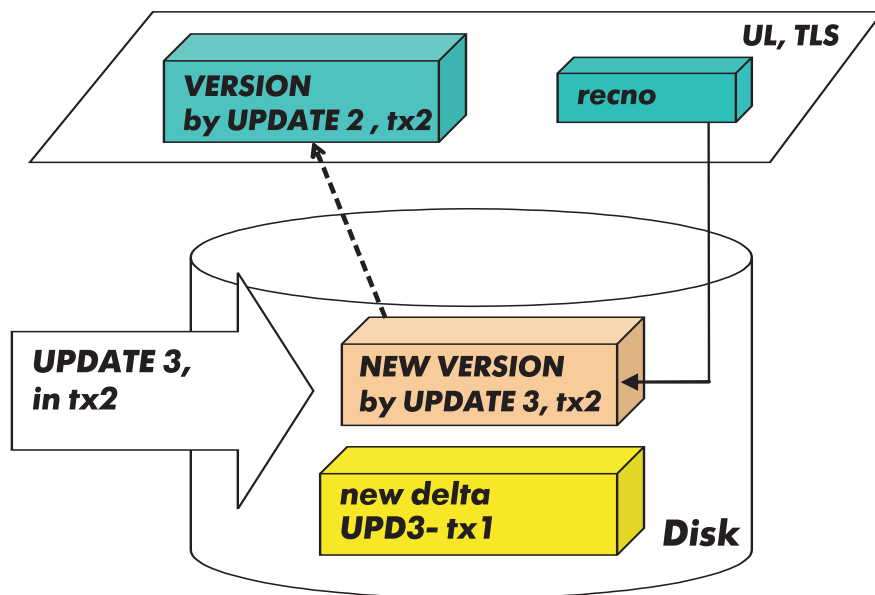 UL, TLS
VERSION
by UPDATE 2 , tx2
recno
UPDATE 3,
in tx2
NEW VERSION
by UPDATE 3, tx2
new delta
UPD3- tx1
Disk